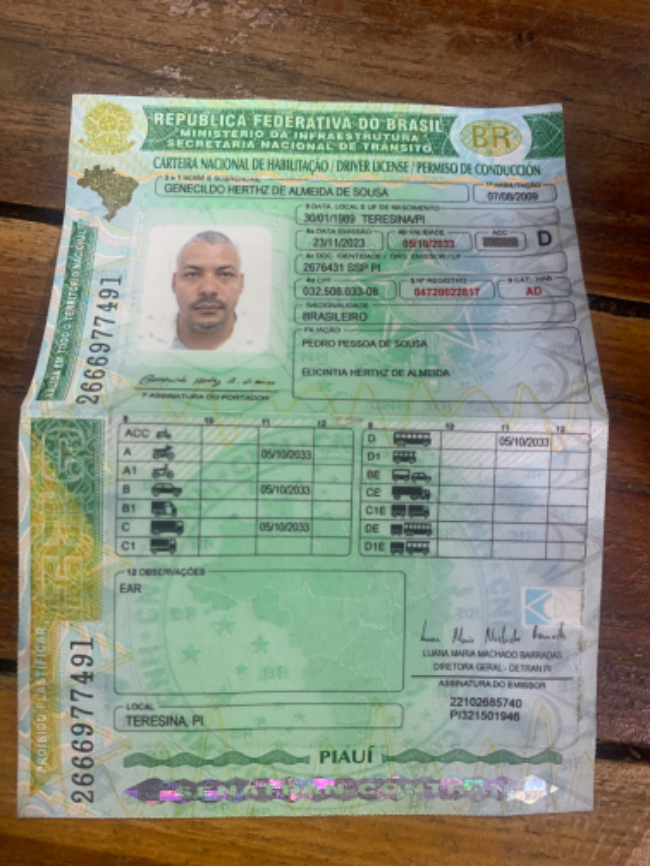 REPÚBLICA FEDERATIVA DO BRASIL
MINISTÉRIO DA INFRAESTRUTURA
SECRETARIA NACIONAL DE TRÂNSITO
BR
CARTEIRA NACIONAL DE HABILITAÇÃO / DRIVER LICENSE / PERMISO DE CONDUCCIÓN
2 e 1 NOME E SOBRENOME
1ª HABILITAÇÃO
GENECILDO HERTHZ DE ALMEIDA DE SOUSA
07/08/2009
3 DATA, LOCAL E UF DE NASCIMENTO
30/01/1989 TERESINA/PI
4a DATA EMISSÃO
4b VALIDADE
ACC
23/11/2023
05/10/2033
D
4c DOC. IDENTIDADE / ORG. EMISSOR / UF
2676431 SSP PI
4d CPF
5 Nº REGISTRO
9 CAT. HAB.
032.508.033-08
04720022817
AD
NACIONALIDADE
BRASILEIRO
FILIAÇÃO
PEDRO PESSOA DE SOUSA
ELICINTIA HERTHZ DE ALMEIDA
7 ASSINATURA DO PORTADOR
VÁLIDA EM TODO O TERRITÓRIO NACIONAL
2666977491
9 10 11 12
ACC
A 05/10/2033
A1
B 05/10/2033
B1
C 05/10/2033
C1
9 10 11 12
D 05/10/2033
D1
BE
CE
C1E
DE
D1E
12 OBSERVAÇÕES
EAR
PROIBIDO PLASTIFICAR
2666977491
LUANA MARIA MACHADO BARRADAS
DIRETORA GERAL - DETRAN PI
ASSINATURA DO EMISSOR
22102685740
PI321501946
LOCAL
TERESINA, PI
PIAUÍ
SENATRAN CONTRAN